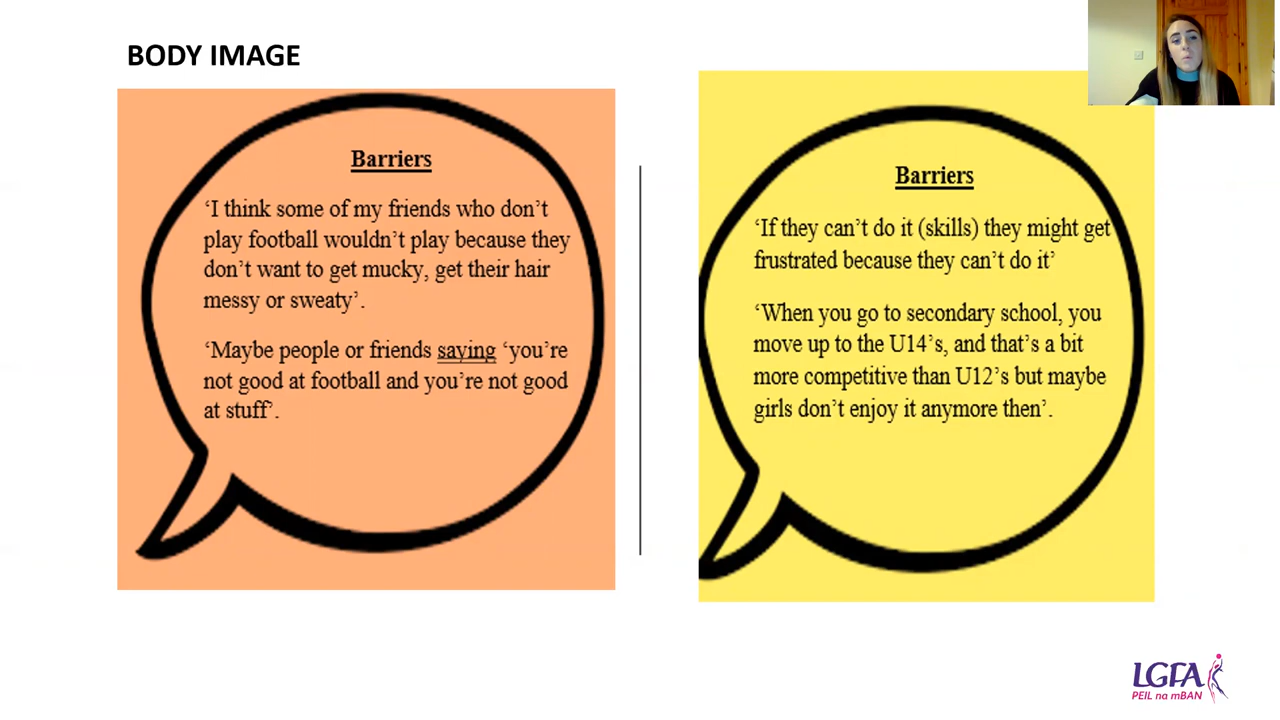 BODY IMAGE
Barriers
‘I think some of my friends who don’t
play football wouldn’t play because they
don’t want to get mucky, get their hair
messy or sweaty’.
‘Maybe people or friends saying ‘you’re
not good at football and you’re not good
at stuff’.
Barriers
‘If they can’t do it (skills) they might get
frustrated because they can’t do it’
‘When you go to secondary school, you
move up to the U14’s, and that’s a bit
more competitive than U12’s but maybe
girls don’t enjoy it anymore then’.
LGFA
PEIL na mBAN